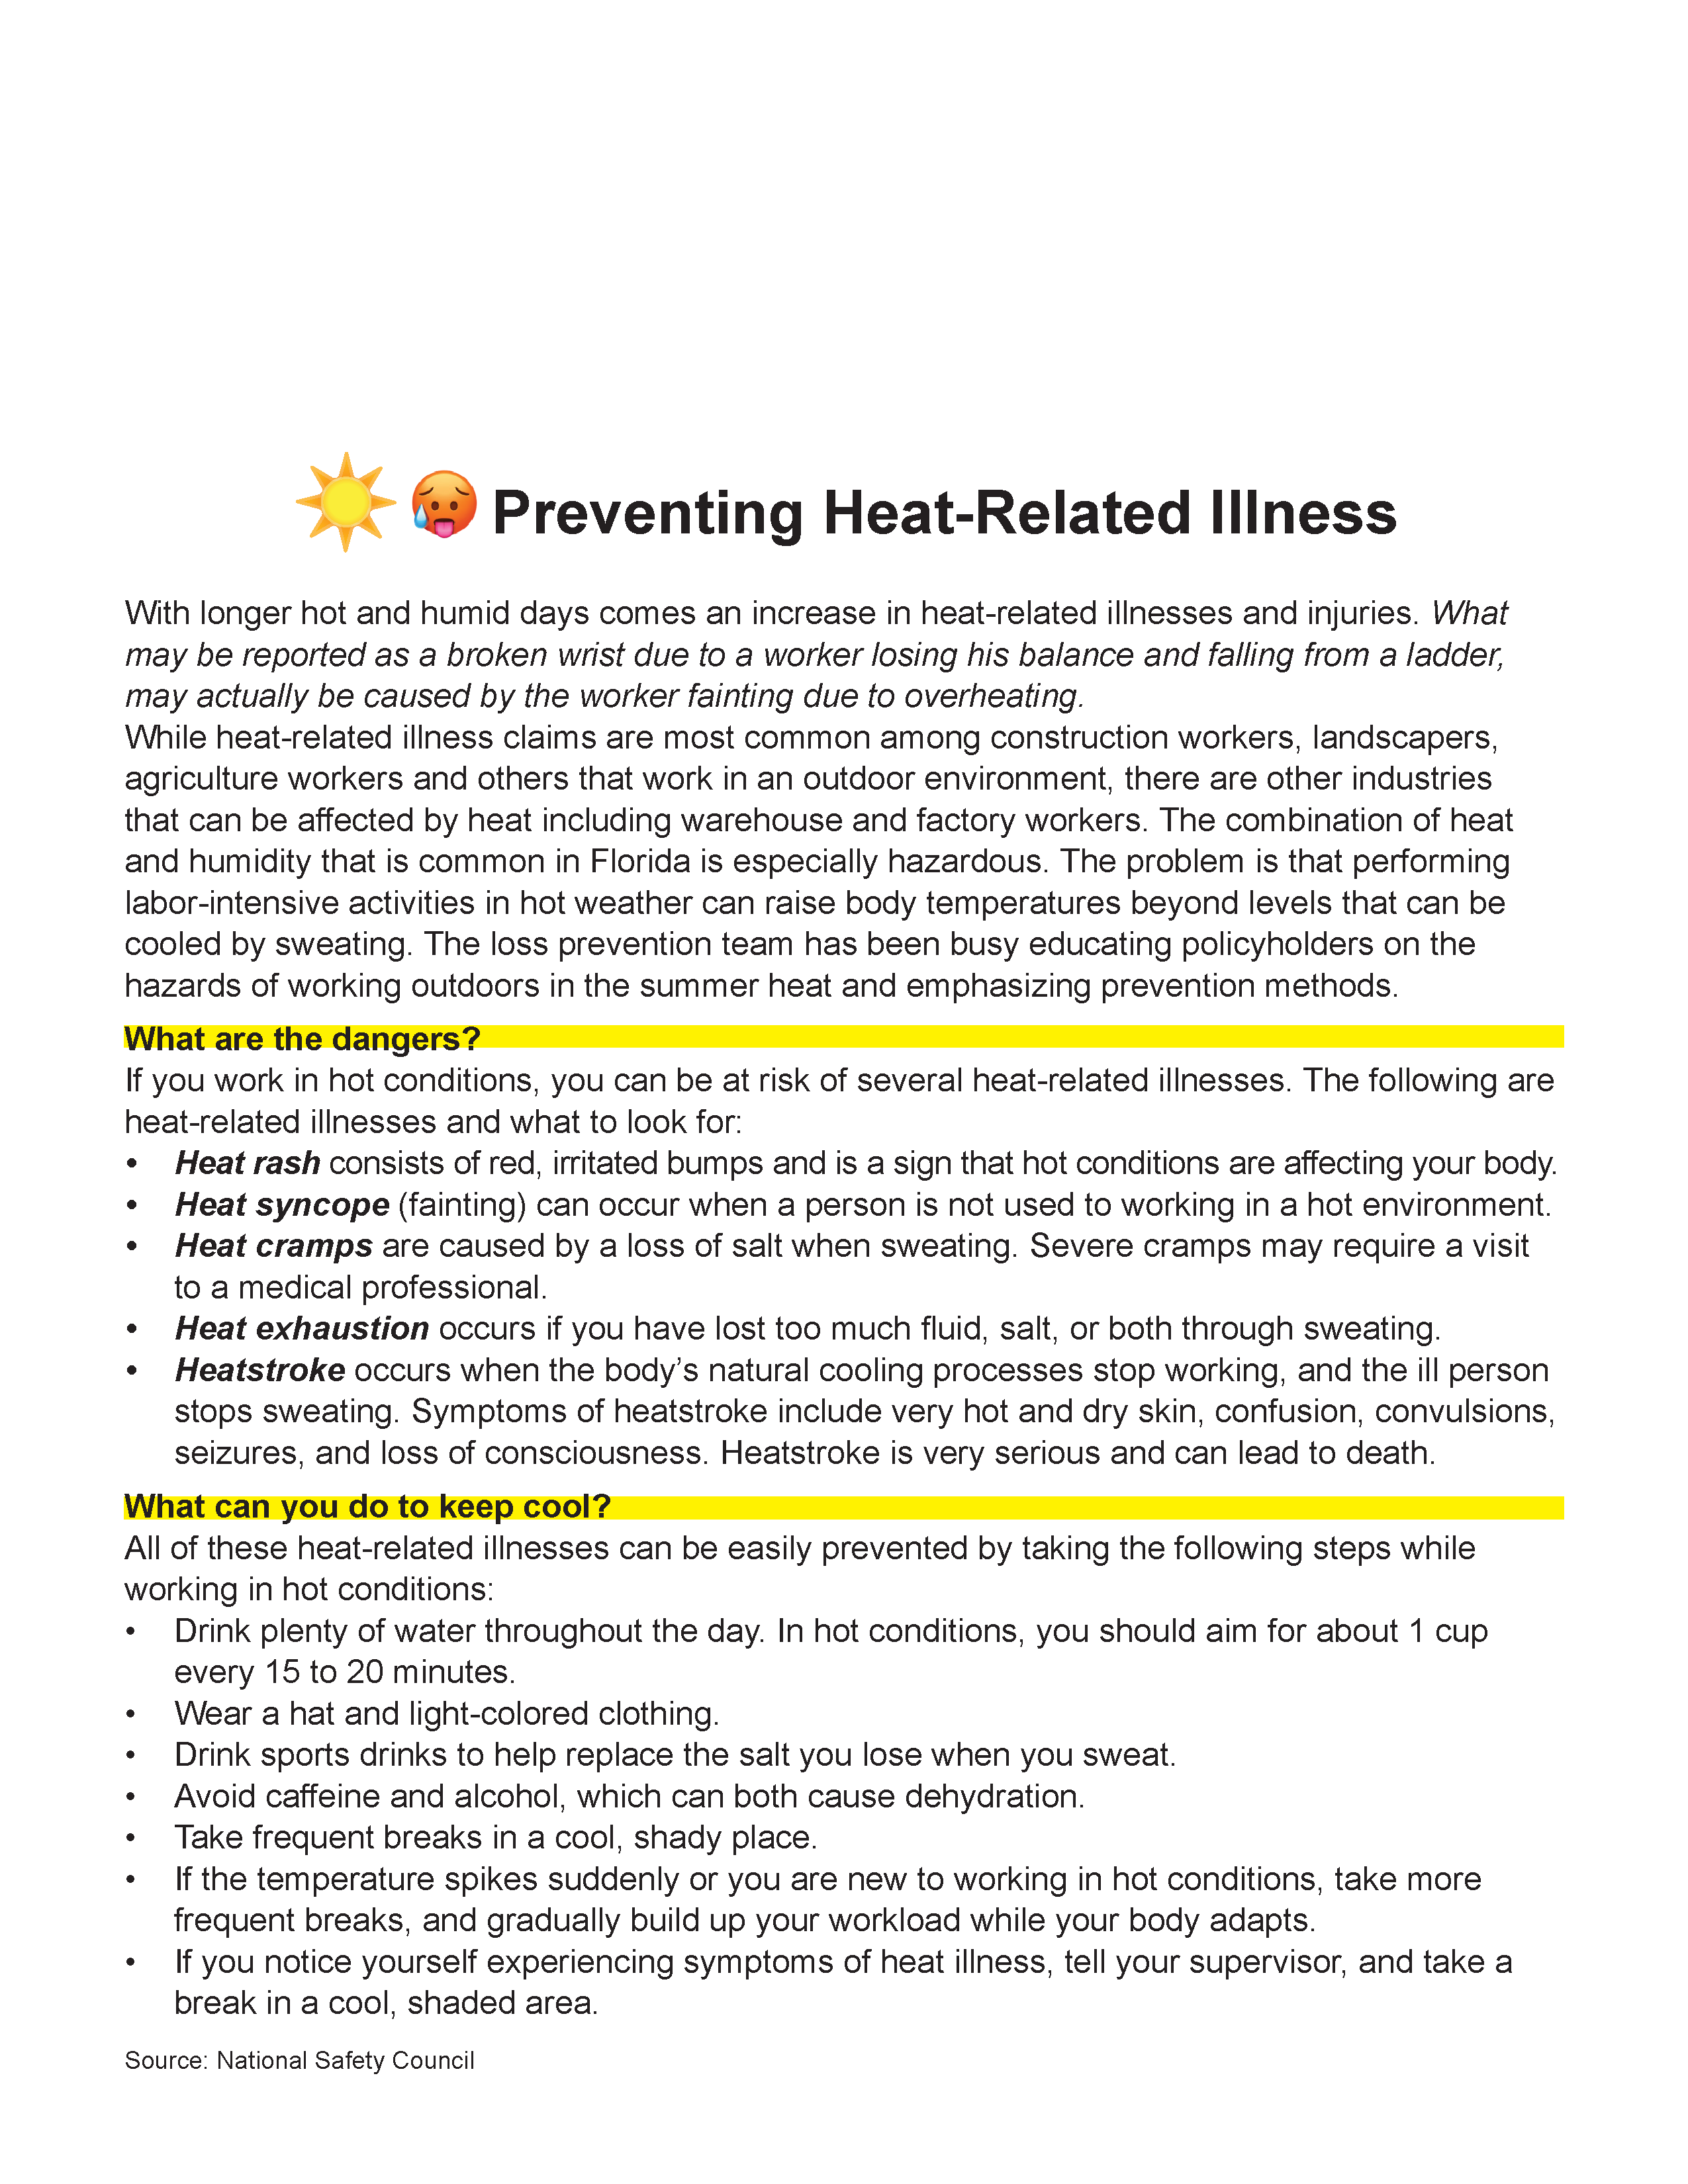 Preventing Heat-Related Illness
With longer hot and humid days comes an increase in heat-related illnesses and injuries. What
may be reported as a broken wrist due to a worker losing his balance and falling from a ladder,
may actually be caused by the worker fainting due to overheating.
While heat-related illness claims are most common among construction workers, landscapers,
agriculture workers and others that work in an outdoor environment, there are other industries
that can be affected by heat including warehouse and factory workers. The combination of heat
and humidity that is common in Florida is especially hazardous. The problem is that performing
labor-intensive activities in hot weather can raise body temperatures beyond levels that can be
cooled by sweating. The loss prevention team has been busy educating policyholders on the
hazards of working outdoors in the summer heat and emphasizing prevention methods.
What are the dangers?
If you work in hot conditions, you can be at risk of several heat-related illnesses. The following are
heat-related illnesses and what to look for:
• Heat rash consists of red, irritated bumps and is a sign that hot conditions are affecting your body.
• Heat syncope (fainting) can occur when a person is not used to working in a hot environment.
• Heat cramps are caused by a loss of salt when sweating. Severe cramps may require a visit
to a medical professional.
• Heat exhaustion occurs if you have lost too much fluid, salt, or both through sweating.
• Heatstroke occurs when the body’s natural cooling processes stop working, and the ill person
stops sweating. Symptoms of heatstroke include very hot and dry skin, confusion, convulsions,
seizures, and loss of consciousness. Heatstroke is very serious and can lead to death.
What can you do to keep cool?
All of these heat-related illnesses can be easily prevented by taking the following steps while
working in hot conditions:
• Drink plenty of water throughout the day. In hot conditions, you should aim for about 1 cup
every 15 to 20 minutes.
• Wear a hat and light-colored clothing.
• Drink sports drinks to help replace the salt you lose when you sweat.
• Avoid caffeine and alcohol, which can both cause dehydration.
• Take frequent breaks in a cool, shady place.
• If the temperature spikes suddenly or you are new to working in hot conditions, take more
frequent breaks, and gradually build up your workload while your body adapts.
• If you notice yourself experiencing symptoms of heat illness, tell your supervisor, and take a
break in a cool, shaded area.
Source: National Safety Council